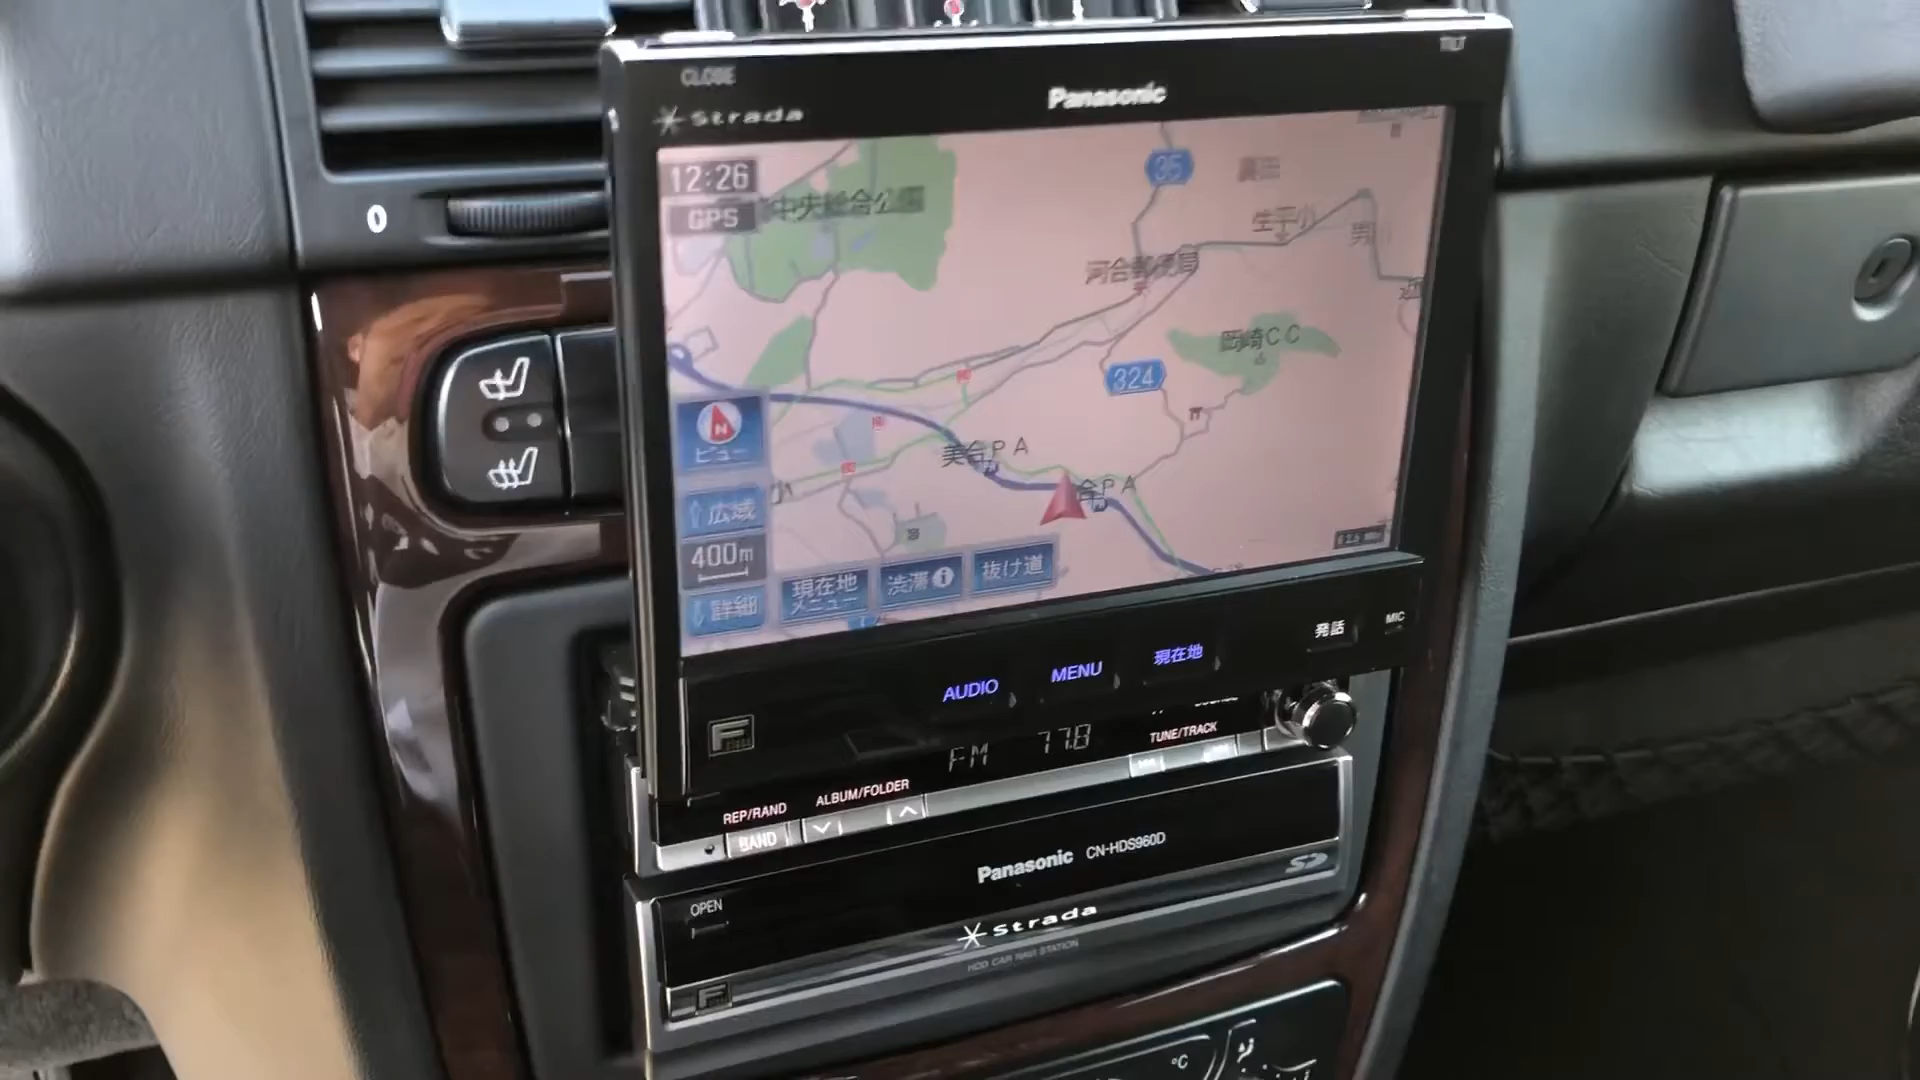 CLOSE
TILT
Strada
Panasonic
12:26
GPS
中央総合公園
35
生平小
河合郵便局
岡崎CC
324
N
ビュー
美合PA
合PA
広域
400m
詳細
現在地
メニュー
渋滞
抜け道
0
発話
MIC
AUDIO
MENU
現在地
F class
FM 77.8
TUNE/TRACK
REP/RAND
ALBUM/FOLDER
BAND
Panasonic CN-HDS960D
SD
OPEN
Strada
HDD CAR NAVI STATION
F
°C